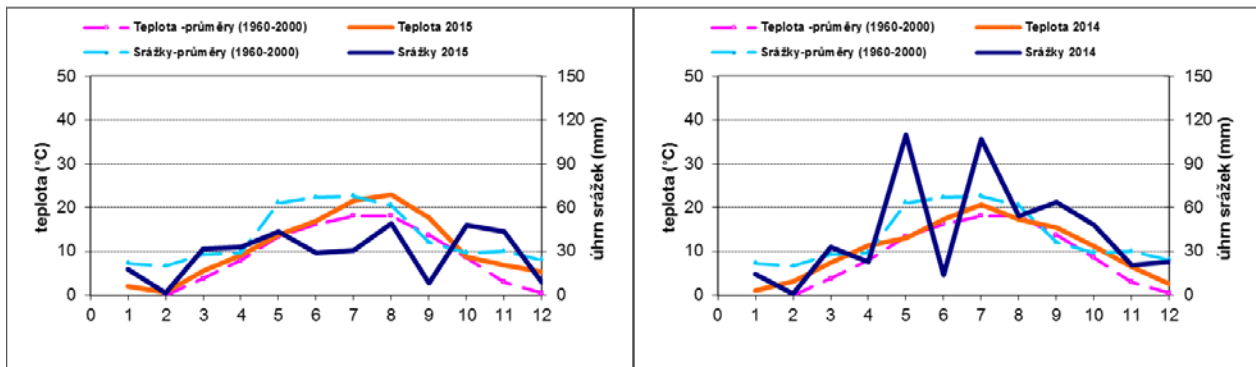 Teplota -průměry (1960-2000) Teplota 2015
Srážky-průměry (1960-2000) Srážky 2015
50 150
40 120
30 90
20 60
10 30
0 0
0 1 2 3 4 5 6 7 8 9 10 11 12
teplota (°C)
úhrn srážek (mm)
Teplota -průměry (1960-2000) Teplota 2014
Srážky-průměry (1960-2000) Srážky 2014
50 150
40 120
30 90
20 60
10 30
0 0
0 1 2 3 4 5 6 7 8 9 10 11 12
teplota (°C)
úhrn srážek (mm)